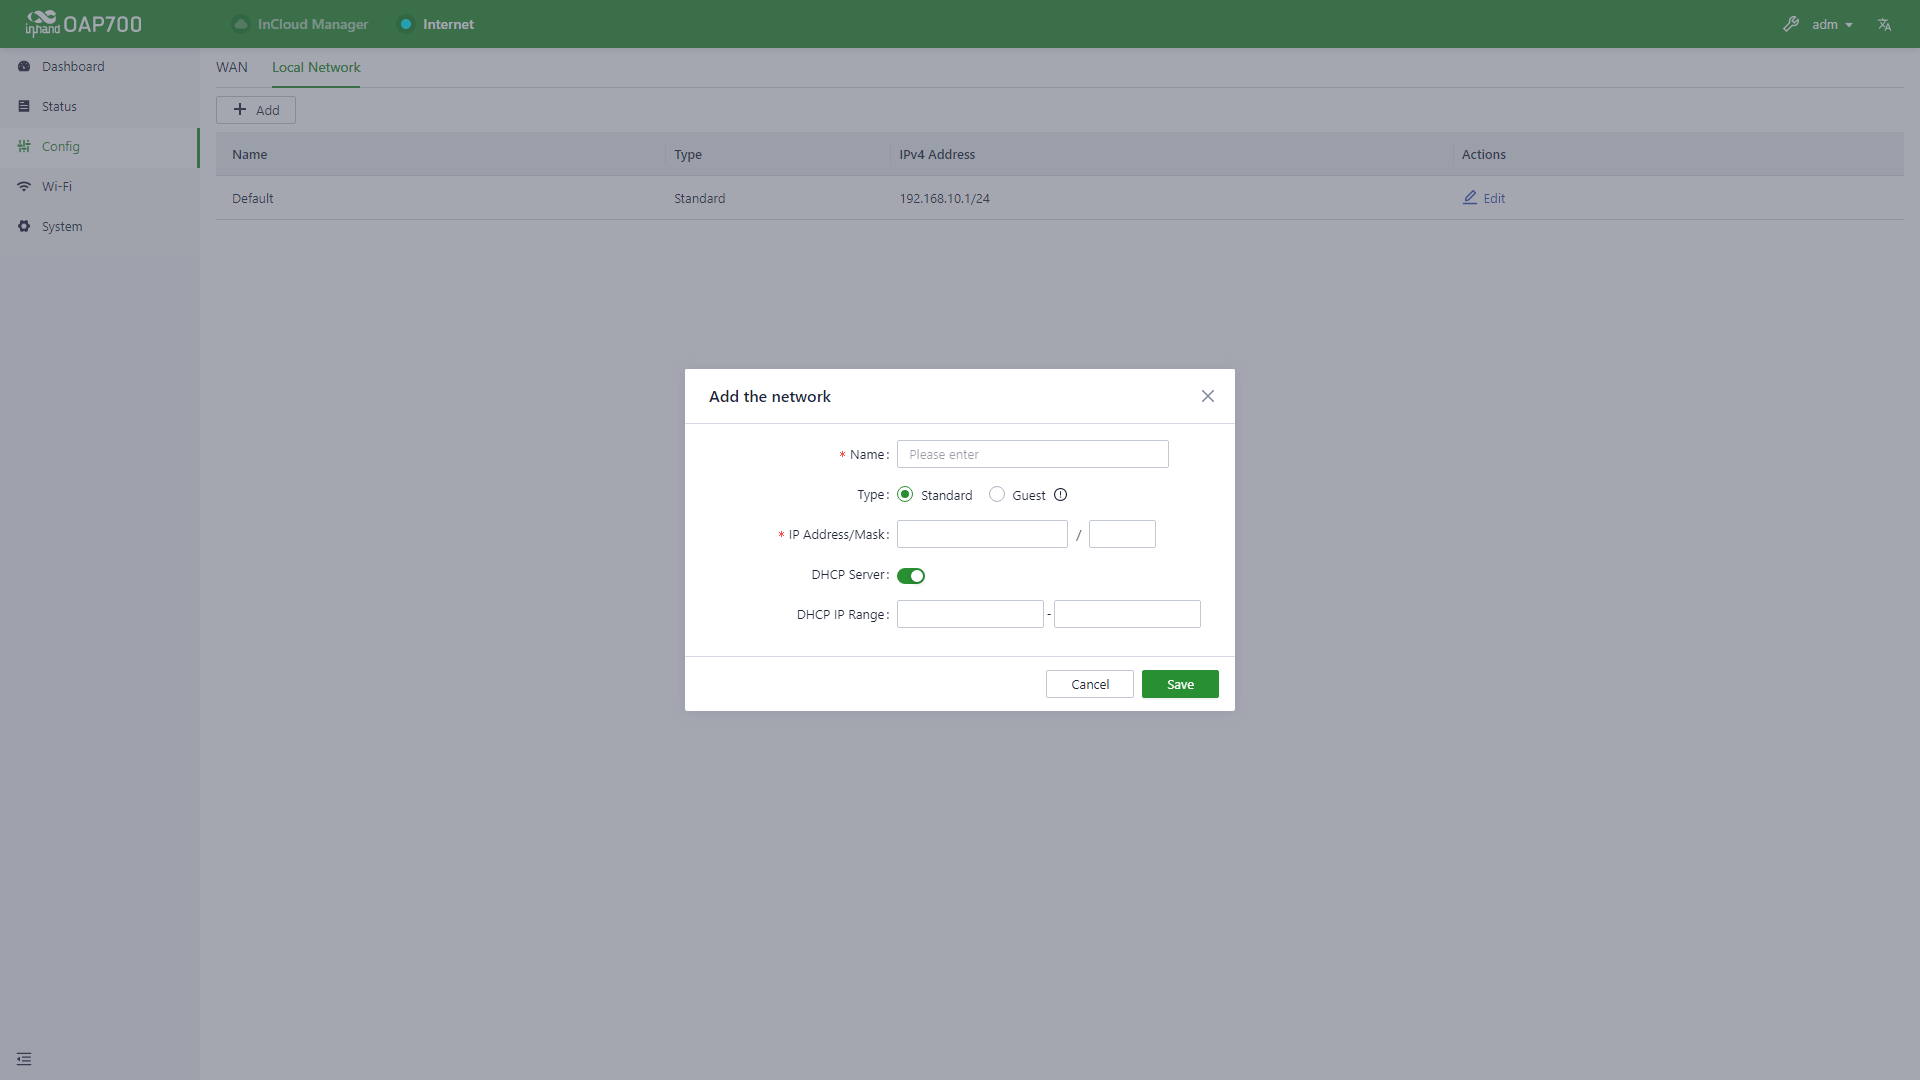 inhand OAP700 InCloud Manager Internet adm
Dashboard
Status
Config
Wi-Fi
System
WAN Local Network
Add
Name Type IPv4 Address Actions
Default Standard 192.168.10.1/24 Edit
Add the network
* Name: Please enter
Type: Standard Guest
* IP Address/Mask: /
DHCP Server:
DHCP IP Range: -
Cancel Save